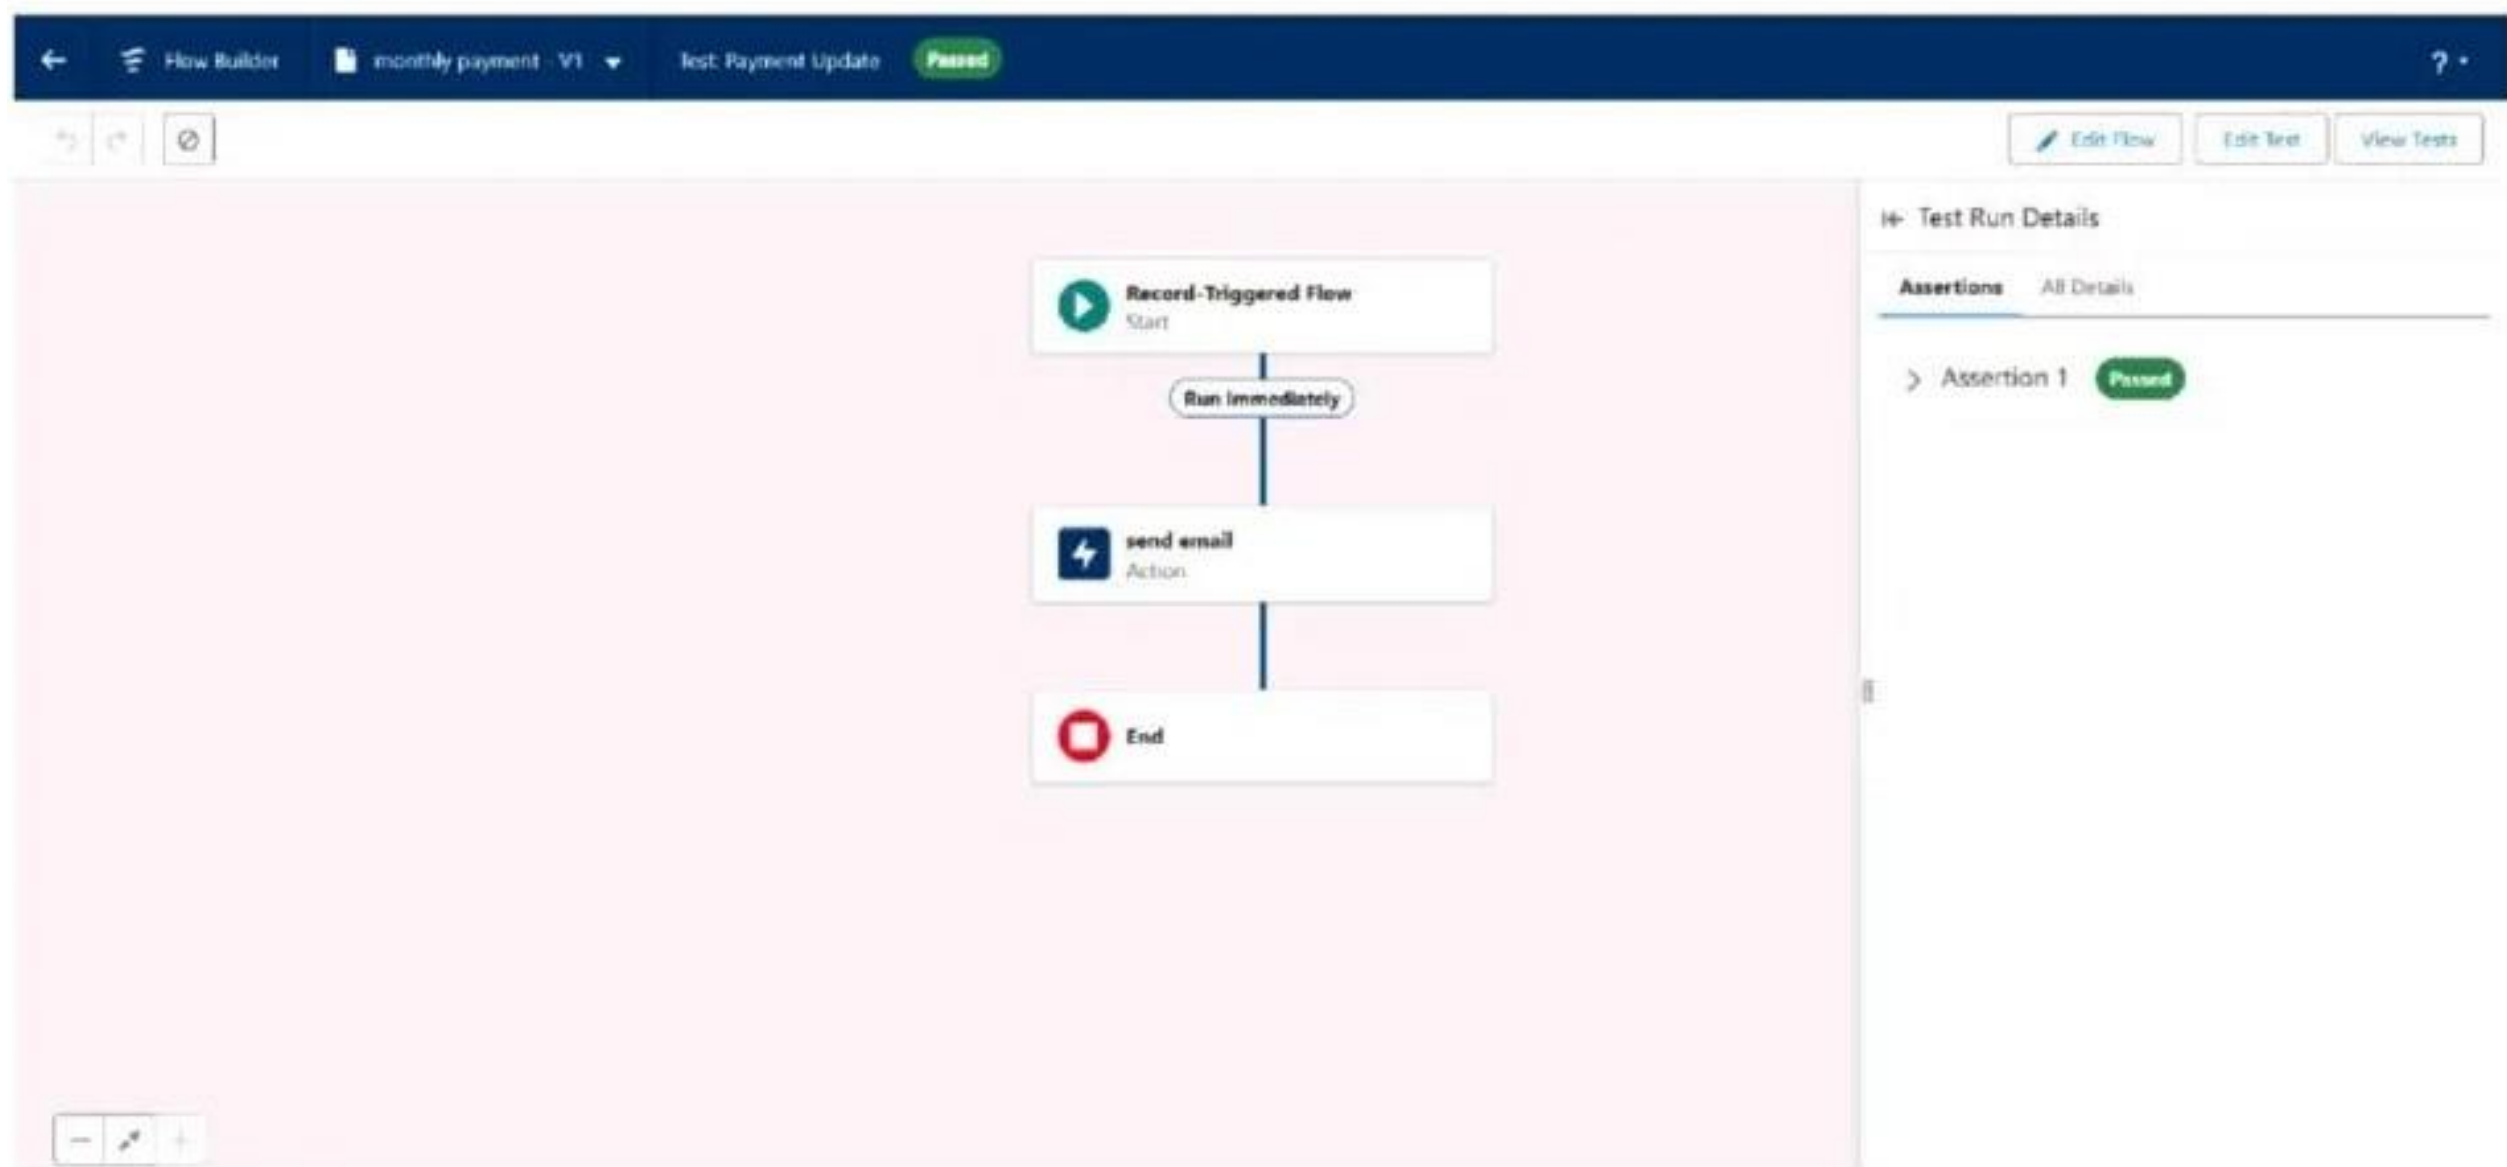 Flow Builder
monthly payment - V1
Test: Payment Update
Passed
?
Edit Flow
Edit Test
View Tests
Test Run Details
Assertions
All Details
Assertion 1
Passed
Record-Triggered Flow
Start
Run Immediately
send email
Action
End